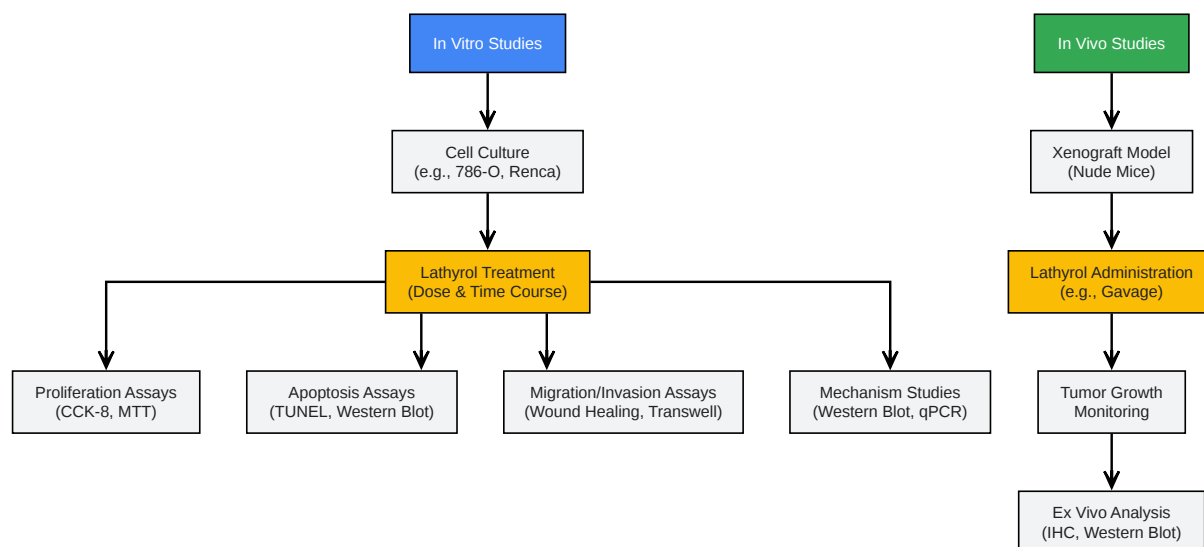 In Vitro Studies
In Vivo Studies
Cell Culture
(e.g., 786-O, Renca)
Xenograft Model
(Nude Mice)
Lathyrol Treatment
(Dose & Time Course)
Lathyrol Administration
(e.g., Gavage)
Proliferation Assays
(CCK-8, MTT)
Apoptosis Assays
(TUNEL, Western Blot)
Migration/Invasion Assays
(Wound Healing, Transwell)
Mechanism Studies
(Western Blot, qPCR)
Tumor Growth
Monitoring
Ex Vivo Analysis
(IHC, Western Blot)